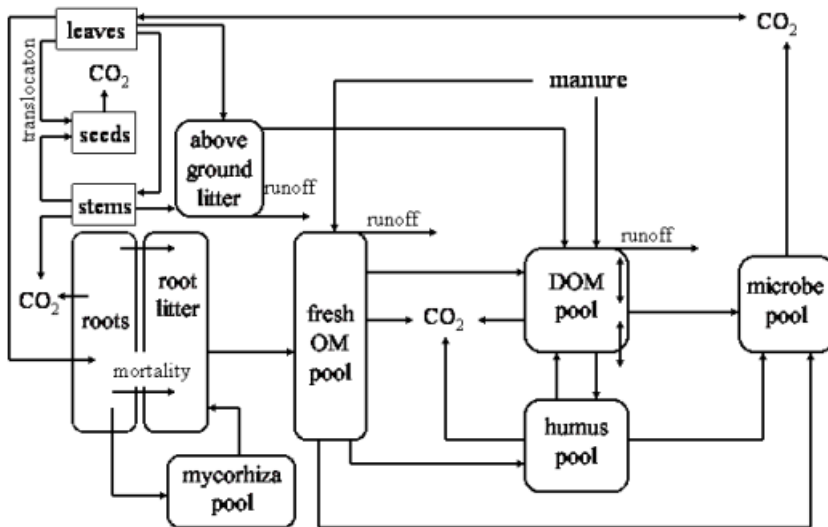 leaves
CO2
translocaton
CO2
manure
seeds
above
ground
litter
runoff
stems
runoff
runoff
CO2
roots
root
litter
fresh
OM
pool
CO2
DOM
pool
microbe
pool
mortality
humus
pool
mycorhiza
pool